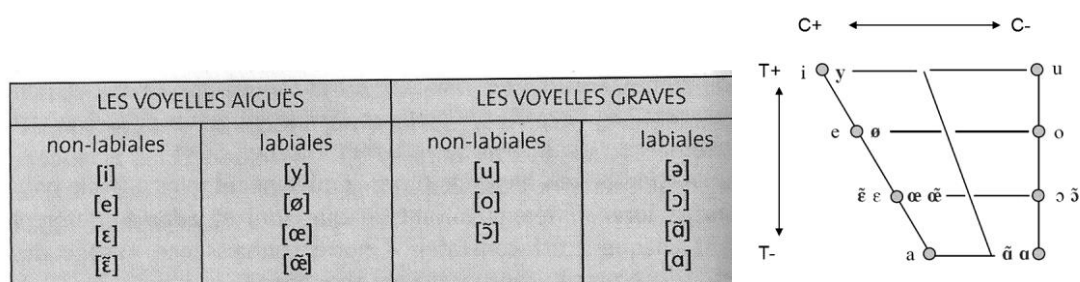 LES VOYELLES AIGUËS LES VOYELLES GRAVES
non-labiales labiales non-labiales labiales
[i] [y] [u] [ə]
[e] [ø] [o] [ɔ]
[ɛ] [œ] [ɔ̃] [ɑ̃]
[ɛ̃] [œ̃] [ɑ]
C+ C-
T+ i y u
e ø o
ɛ̃ ɛ œ œ̃ ɔ ɔ̃
T- a ɑ̃ ɑ